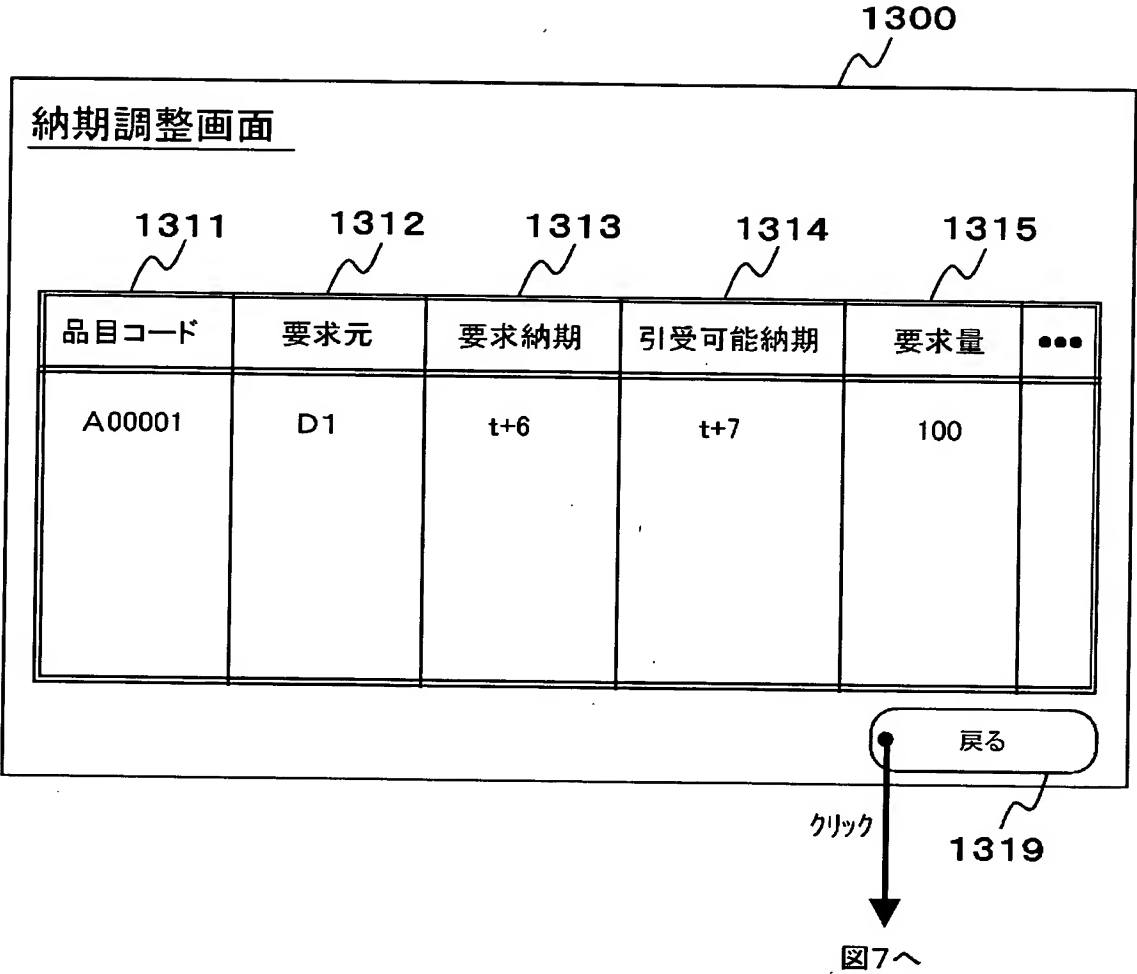 1300
納期調整画面
1311 1312 1313 1314 1315
品目コード 要求元 要求納期 引受可能納期 要求量 •••
A00001 D1 t+6 t+7 100
戻る
クリック
1319
図7へ